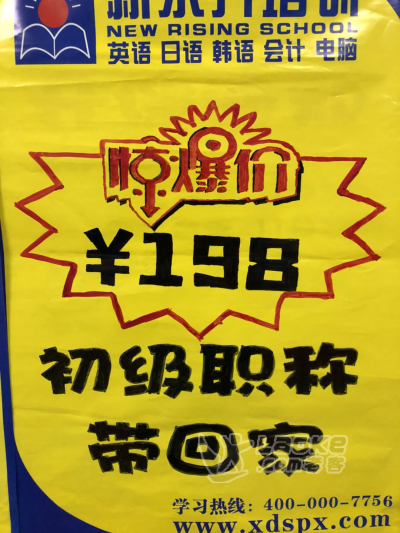 NEW RISING SCHOOL
英语 日语 韩语 会计 电脑
惊爆价
¥198
初级职称
带回家
学习热线: 400-000-7756
www.xdspx.com